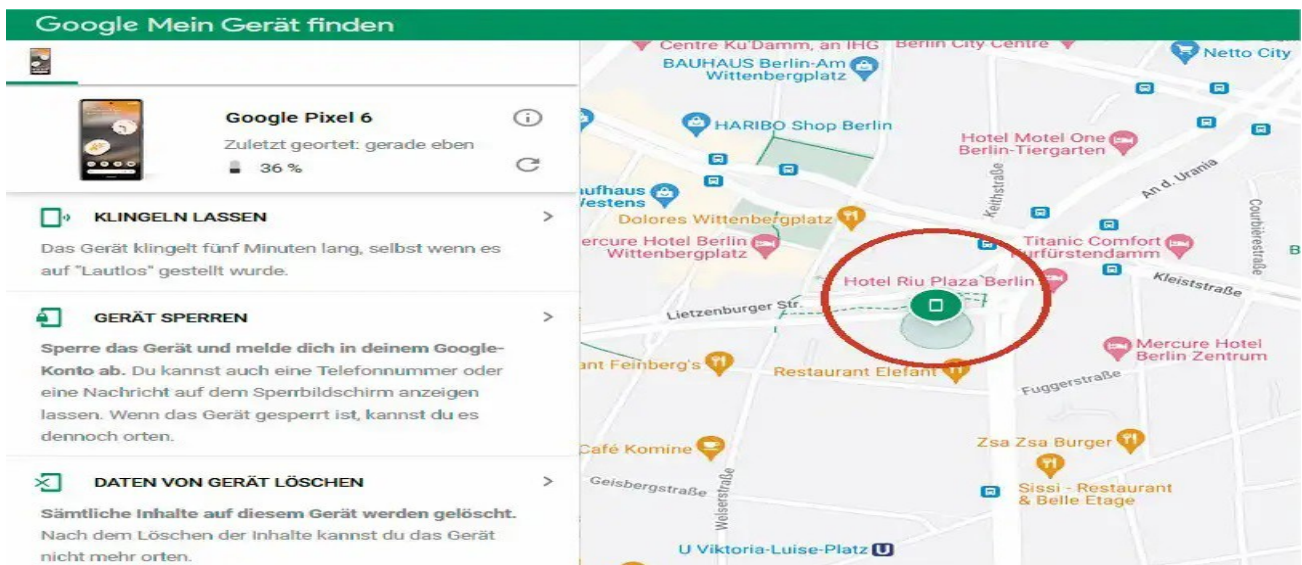 Google Mein Gerät finden
Google Pixel 6
Zuletzt geortet: gerade eben
36 %
KLINGELN LASSEN
Das Gerät klingelt fünf Minuten lang, selbst wenn es
auf "Lautlos" gestellt wurde.
GERÄT SPERREN
Sperre das Gerät und melde dich in deinem Google-
Konto ab. Du kannst auch eine Telefonnummer oder
eine Nachricht auf dem Sperrbildschirm anzeigen
lassen. Wenn das Gerät gesperrt ist, kannst du es
dennoch orten.
DATEN VON GERÄT LÖSCHEN
Sämtliche Inhalte auf diesem Gerät werden gelöscht.
Nach dem Löschen der Inhalte kannst du das Gerät
nicht mehr orten.
Centre Ku'Damm, an IHG
Berlin City Centre
Netto City
BAUHAUS Berlin-Am
Wittenbergplatz
HARIBO Shop Berlin
Hotel Motel One
Berlin-Tiergarten
An d. Urania
Keithstraße
Courbièrestraße
ufhaus
Westens
Dolores Wittenbergplatz
ercure Hotel Berlin
Wittenbergplatz
Titanic Comfort
Kurfürstendamm
B
Hotel Riu Plaza Berlin
Kleiststraße
Lietzenburger Str.
Mercure Hotel
Berlin Zentrum
ant Feinberg's
Restaurant Elefant
Fuggerstraße
Café Komine
Zsa Zsa Burger
Geisbergstraße
Welserstraße
Sissi - Restaurant
& Belle Etage
U Viktoria-Luise-Platz U